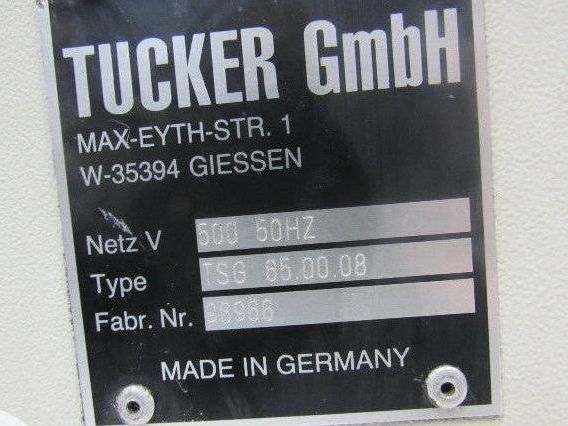 TUCKER GmbH
MAX-EYTH-STR. 1
W-35394 GIESSEN
Netz V 500 50HZ
Type TSG 65.00.08
Fabr. Nr.
MADE IN GERMANY